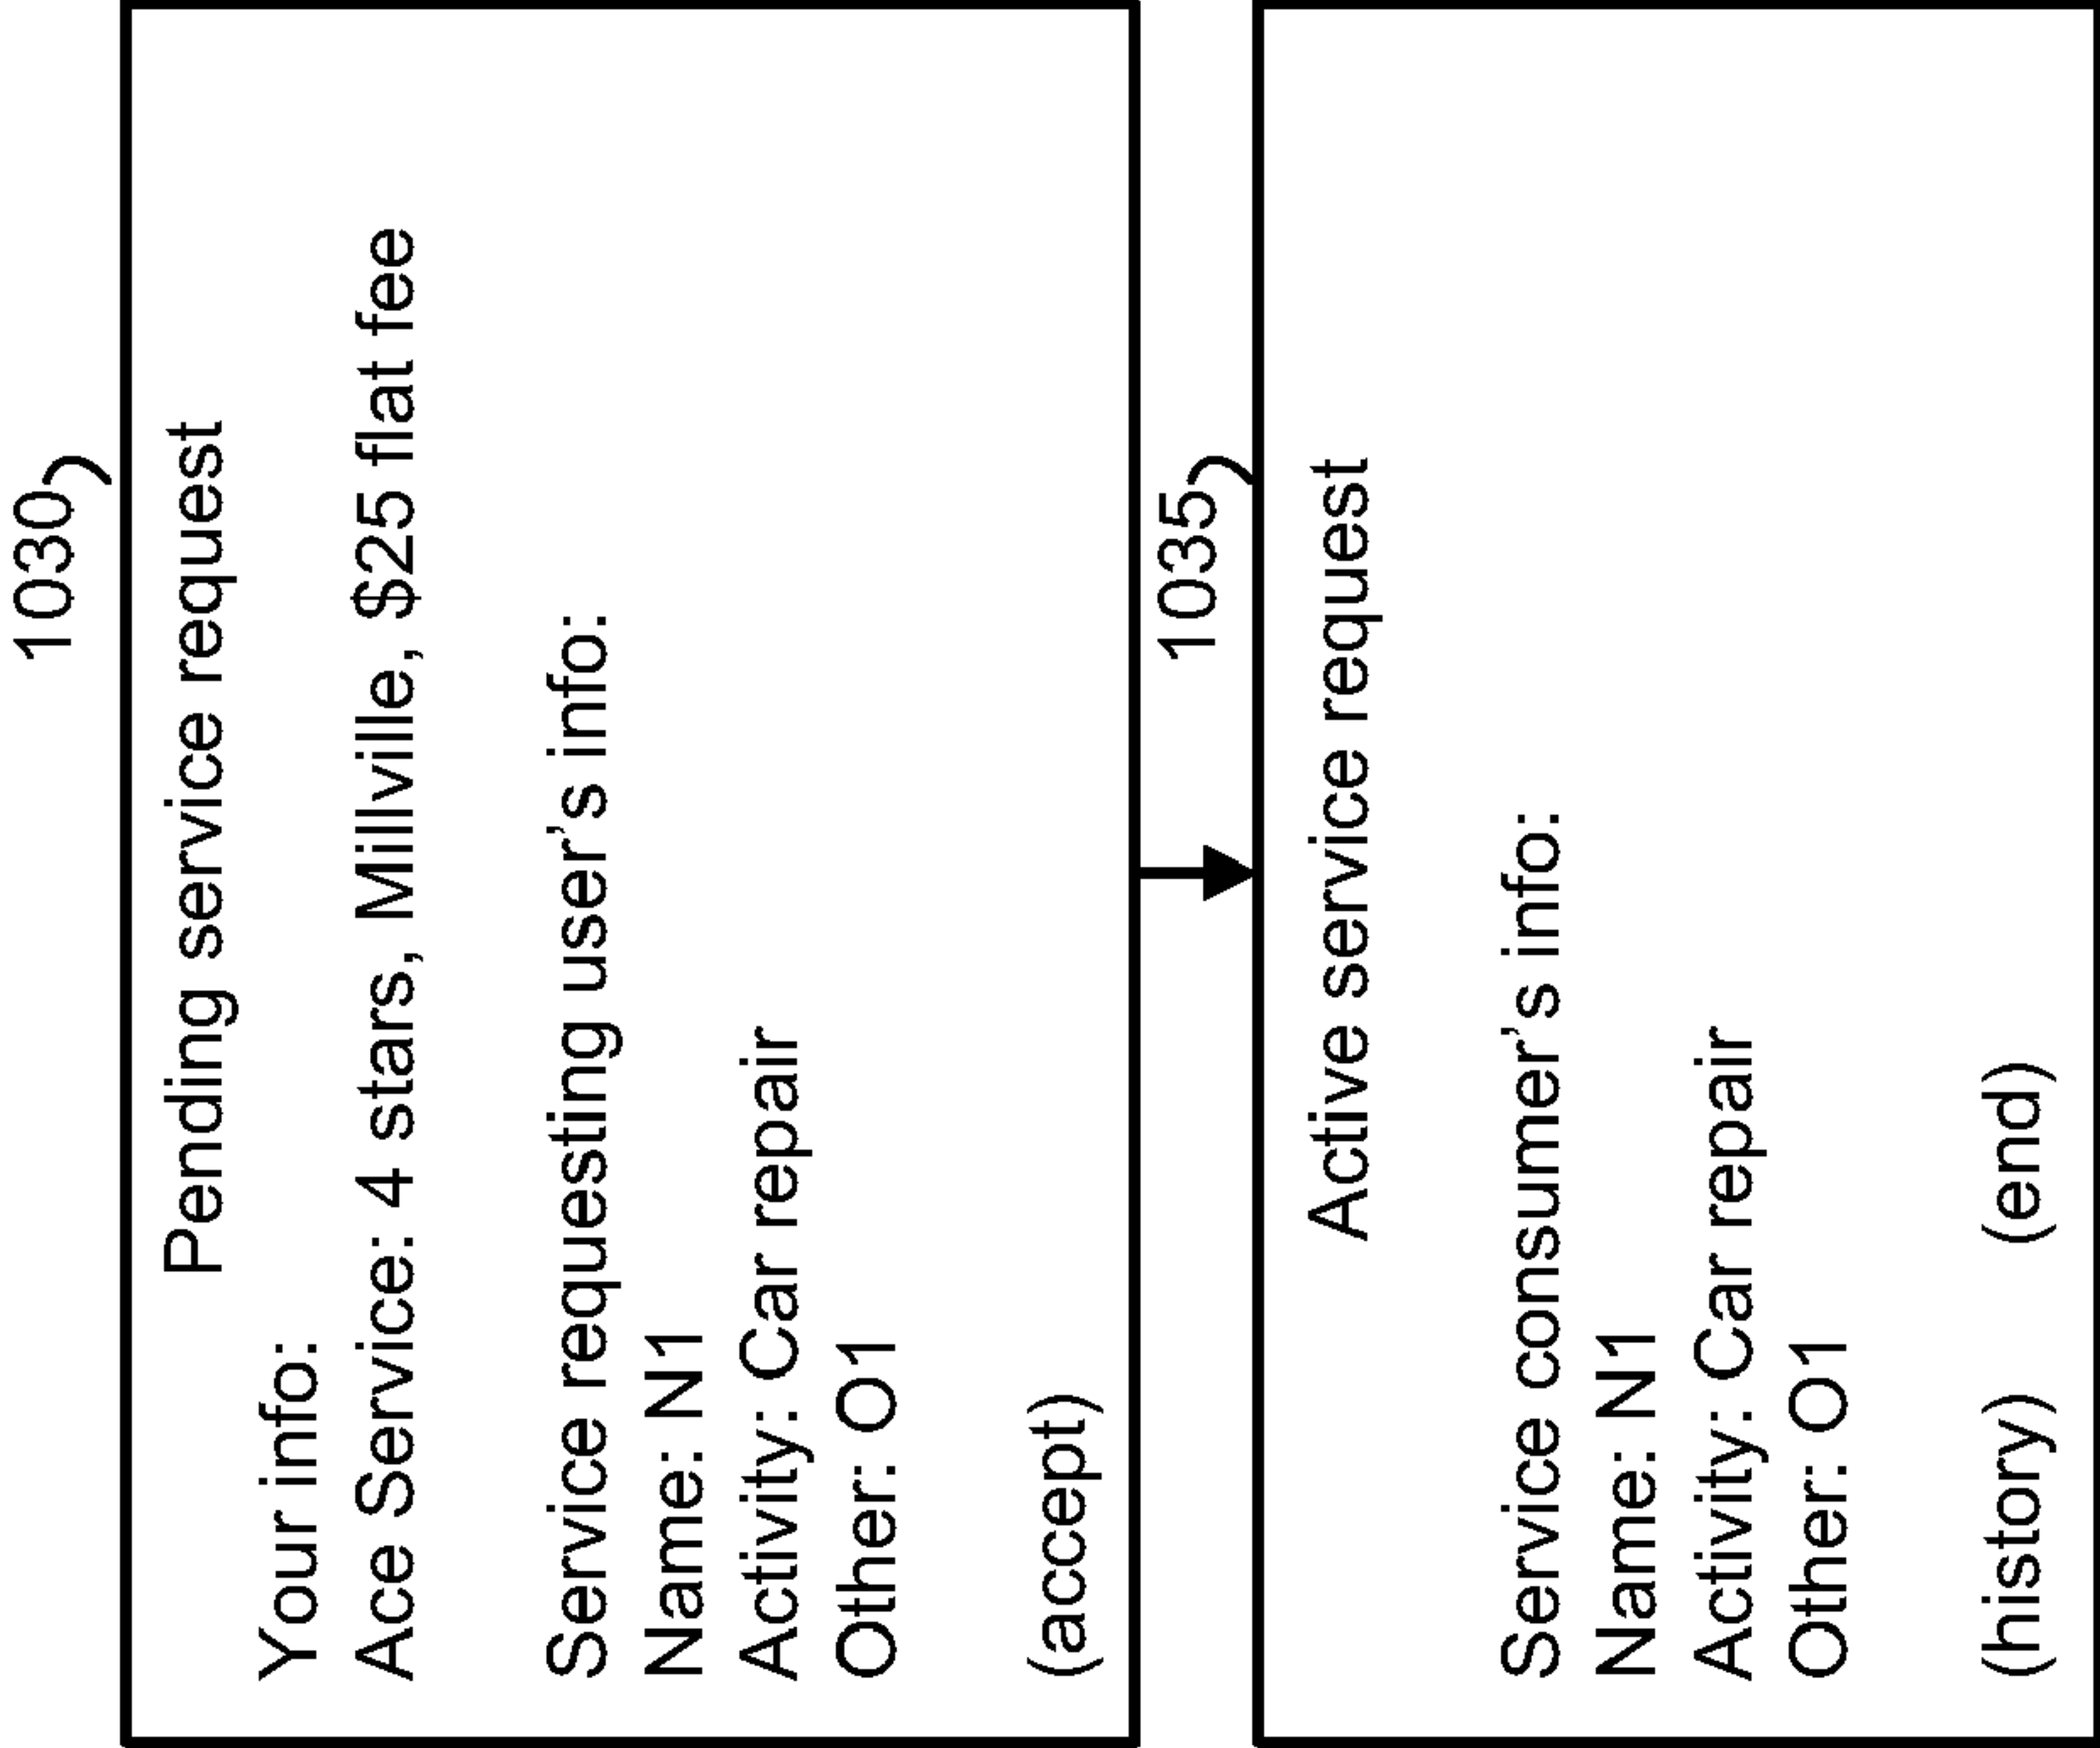 1030
Pending service request
Your info:
Ace Service: 4 stars, Millville, $25 flat fee
Service requesting user's info:
Name: N1
Activity: Car repair
Other: O1
(accept)
1035
Active service request
Service consumer's info:
Name: N1
Activity: Car repair
Other: O1
(history) (end)